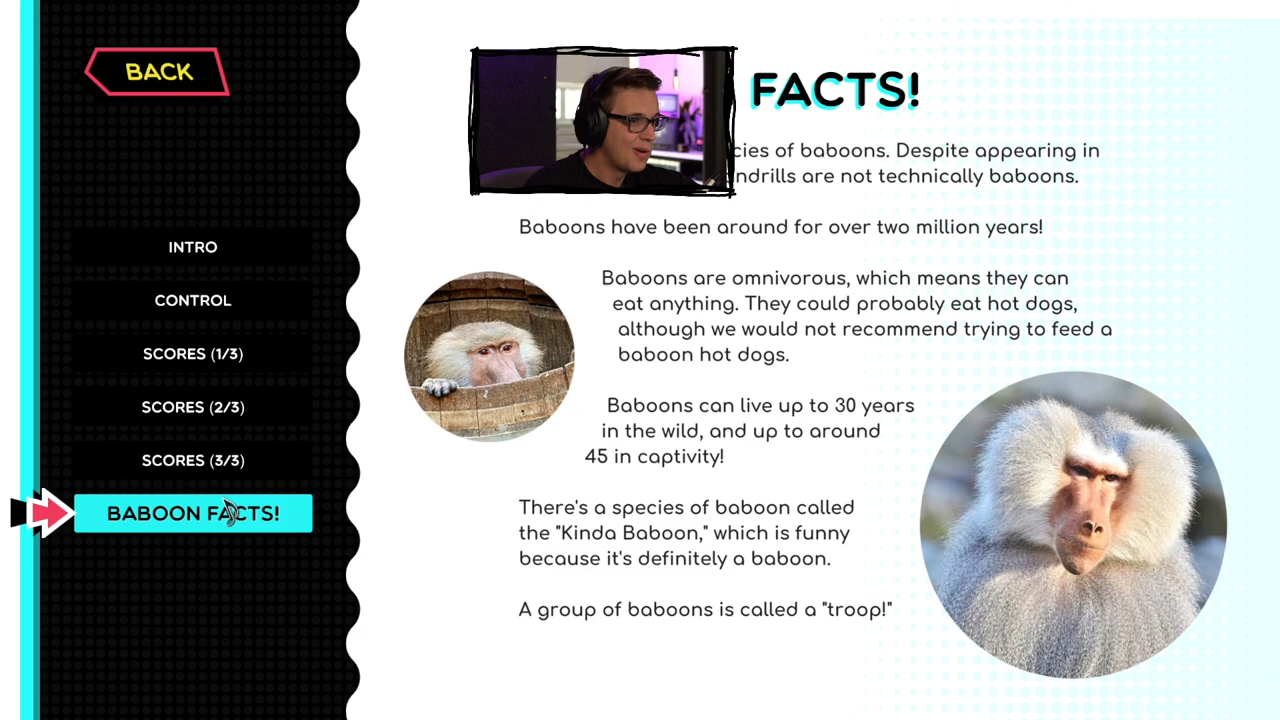 BACK
INTRO
CONTROL
SCORES (1/3)
SCORES (2/3)
SCORES (3/3)
BABOON FACTS!
FACTS!
of baboons. Despite appearing in
are not technically baboons.
Baboons have been around for over two million years!
Baboons are omnivorous, which means they can
eat anything. They could probably eat hot dogs,
although we would not recommend trying to feed a
baboon hot dogs.
Baboons can live up to 30 years
in the wild, and up to around
45 in captivity!
There's a species of baboon called
the "Kinda Baboon," which is funny
because it's definitely a baboon.
A group of baboons is called a "troop!"